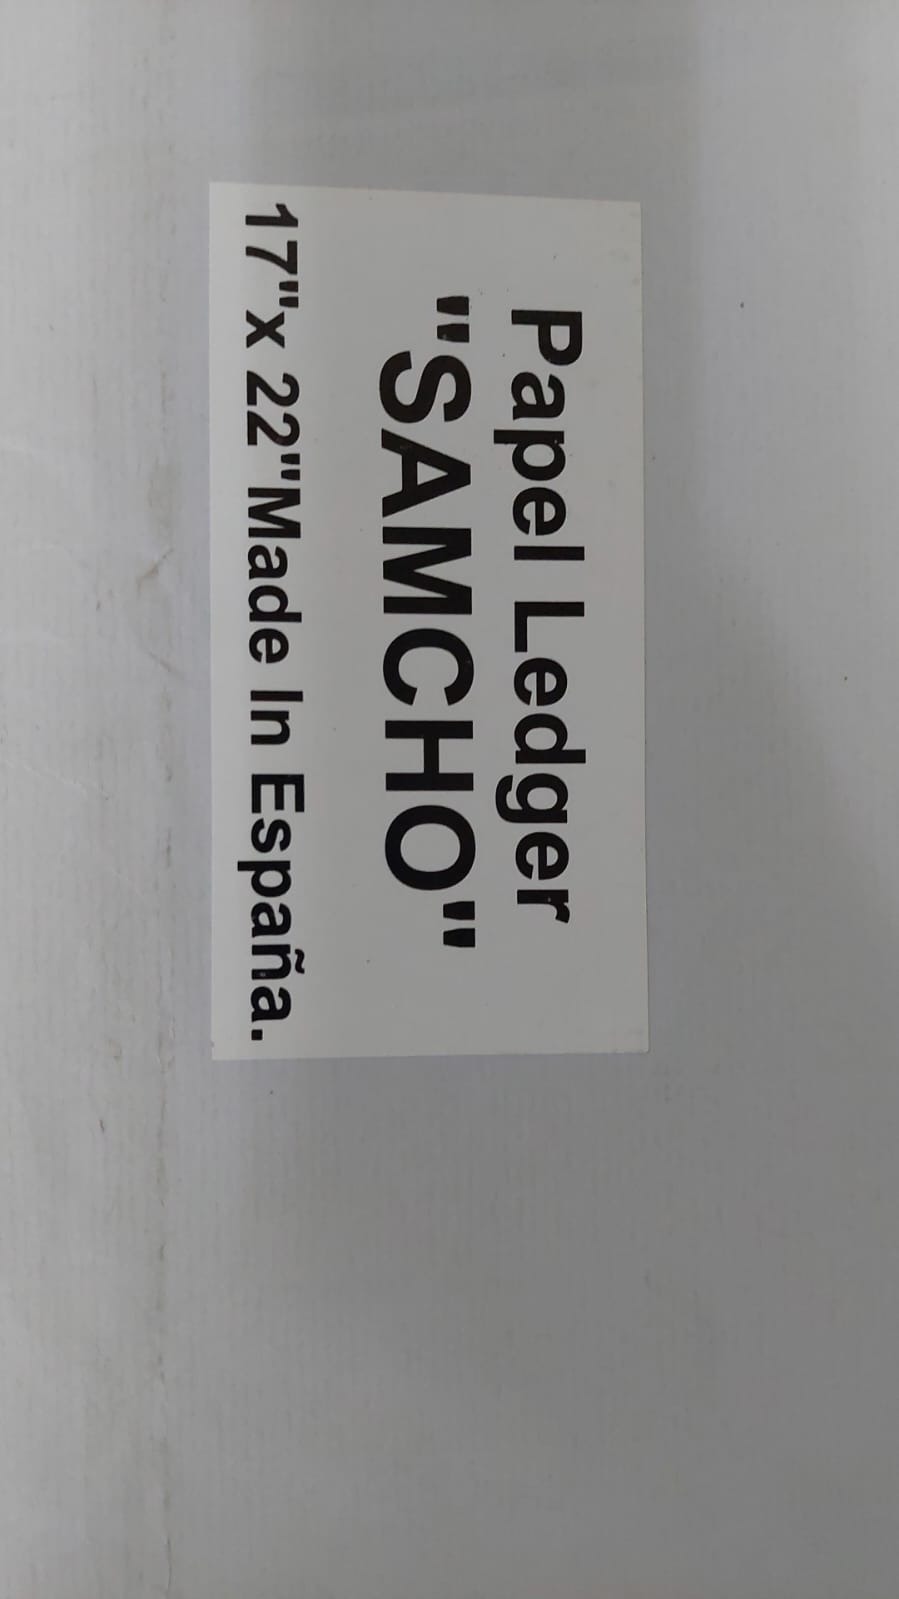 Papel Ledger
"SAMCHO"
17"x 22"Made In España.